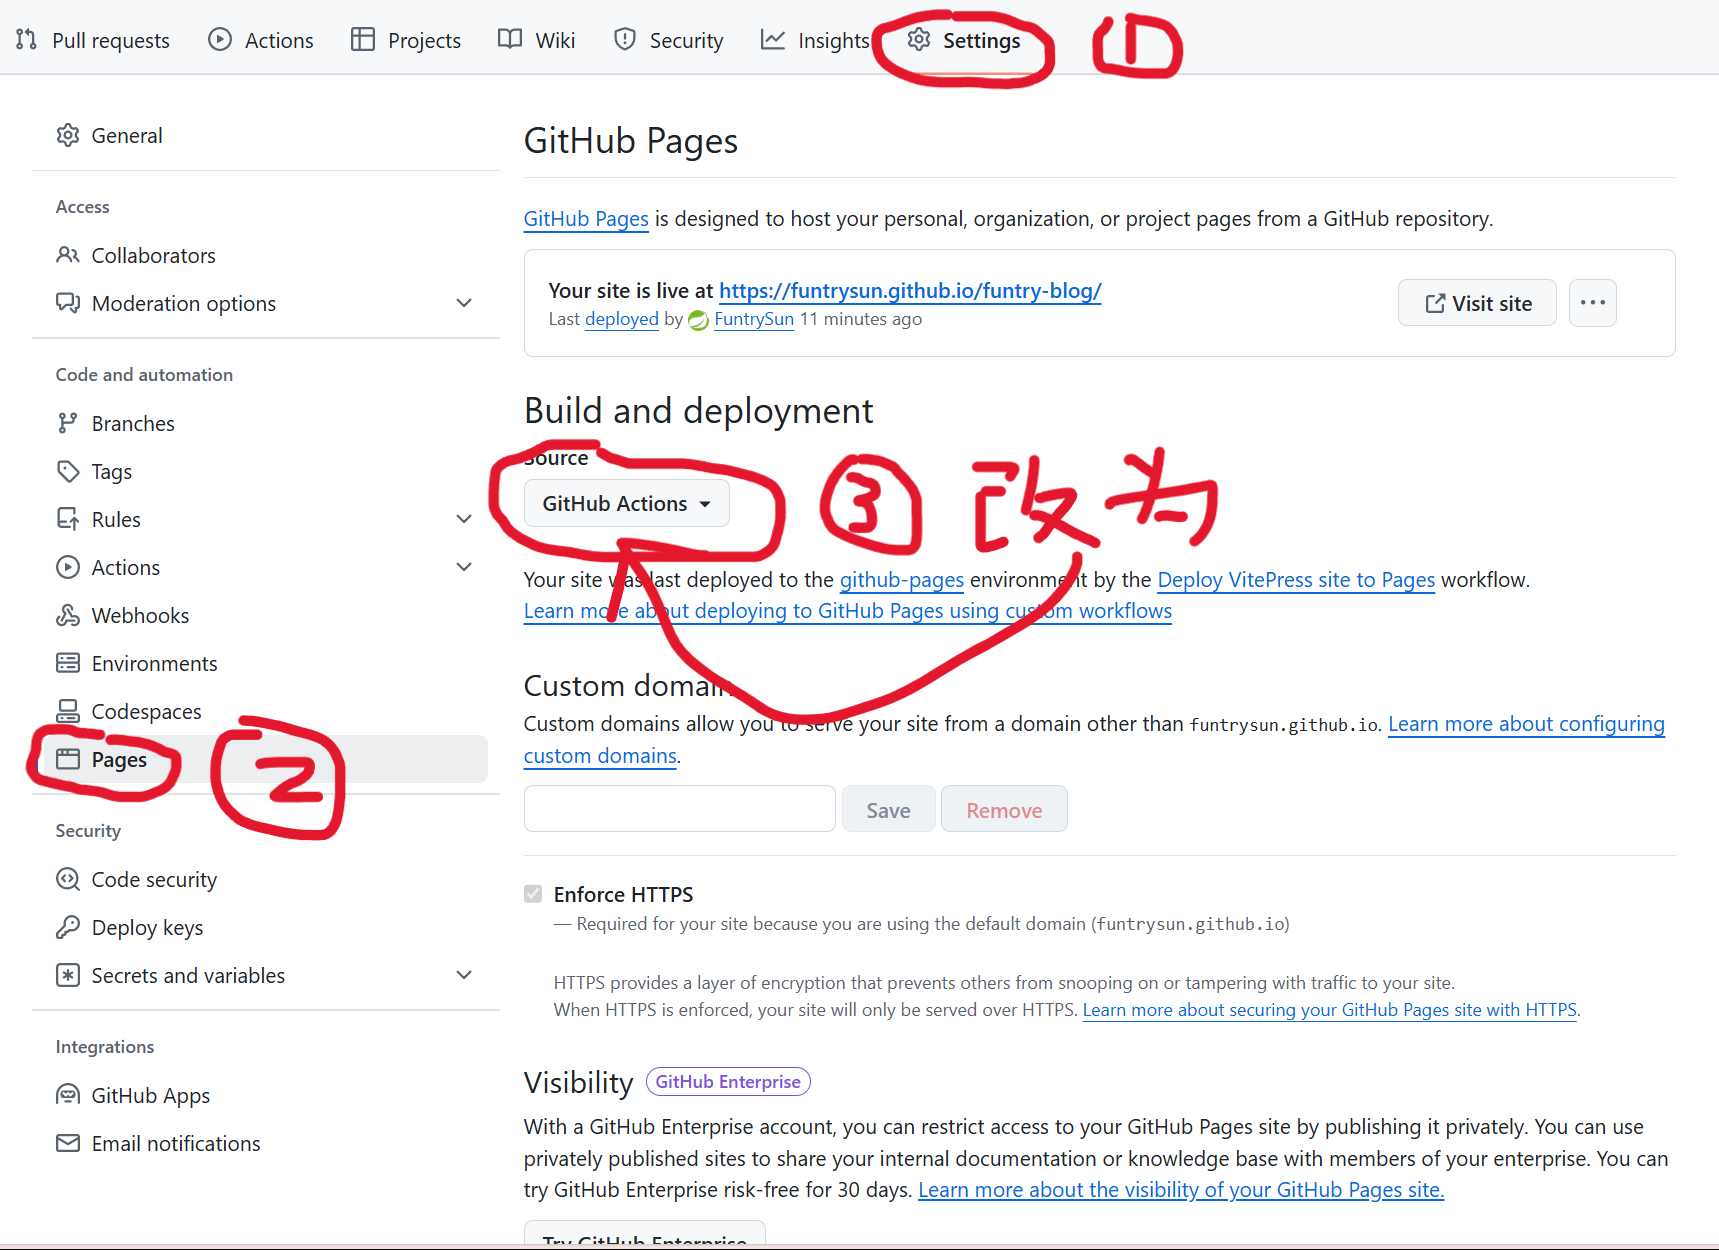 Pull requests Actions Projects Wiki Security Insights Settings ①
General
Access
Collaborators
Moderation options
Code and automation
Branches
Tags
Rules
Actions
Webhooks
Environments
Codespaces
Pages ②
Security
Code security
Deploy keys
Secrets and variables
Integrations
GitHub Apps
Email notifications
GitHub Pages
GitHub Pages is designed to host your personal, organization, or project pages from a GitHub repository.
Your site is live at https://funtrysun.github.io/funtry-blog/
Last deployed by FuntrySun 11 minutes ago
Visit site
Build and deployment
Source
GitHub Actions ③ 改为
Your site was last deployed to the github-pages environment by the Deploy VitePress site to Pages workflow.
Learn more about deploying to GitHub Pages using custom workflows
Custom domain
Custom domains allow you to serve your site from a domain other than funtrysun.github.io. Learn more about configuring
custom domains.
Save Remove
Enforce HTTPS
— Required for your site because you are using the default domain (funtrysun.github.io)
HTTPS provides a layer of encryption that prevents others from snooping on or tampering with traffic to your site.
When HTTPS is enforced, your site will only be served over HTTPS. Learn more about securing your GitHub Pages site with HTTPS.
Visibility GitHub Enterprise
With a GitHub Enterprise account, you can restrict access to your GitHub Pages site by publishing it privately. You can use
privately published sites to share your internal documentation or knowledge base with members of your enterprise. You can
try GitHub Enterprise risk-free for 30 days. Learn more about the visibility of your GitHub Pages site.
Try GitHub Enterprise